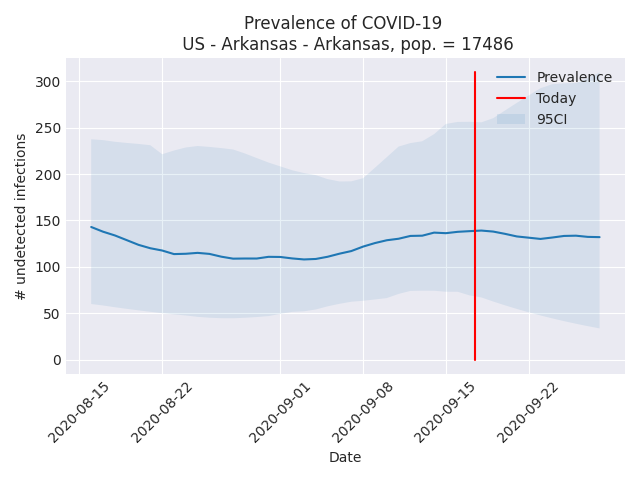 Prevalence of COVID-19
US - Arkansas - Arkansas, pop. = 17486
Prevalence
Today
95CI
# undetected infections
300
250
200
150
100
50
0
2020-08-15
2020-08-22
2020-09-01
2020-09-08
2020-09-15
2020-09-22
Date